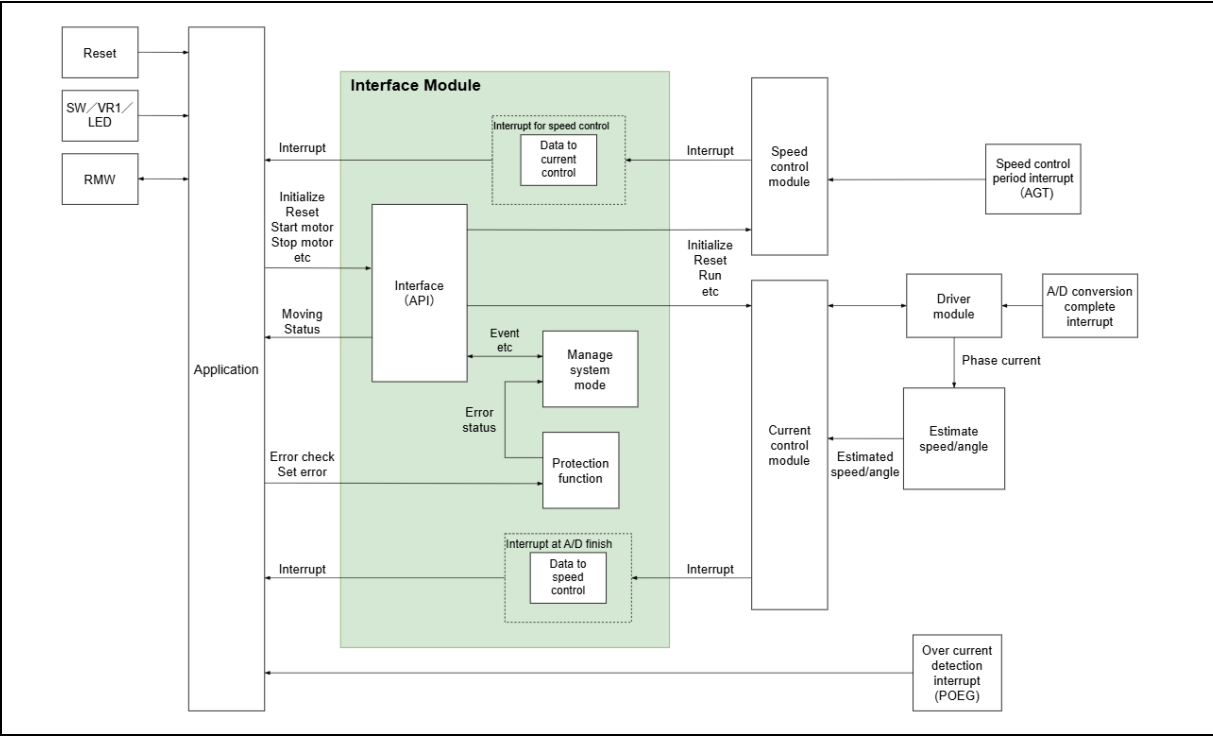 Reset
SW／VR1／
LED
RMW
Application
Interface Module
Interrupt for speed control
Data to
current
control
Interrupt
Interrupt
Speed
control
module
Speed control
period interrupt
(AGT)
Initialize
Reset
Start motor
Stop motor
etc
Interface
(API)
Initialize
Reset
Run
etc
Moving
Status
Event
etc
Manage
system
mode
Error
status
Driver
module
A/D conversion
complete
interrupt
Phase current
Estimate
speed/angle
Estimated
speed/angle
Current
control
module
Error check
Set error
Protection
function
Interrupt at A/D finish
Data to
speed
control
Interrupt
Interrupt
Over current
detection
interrupt
(POEG)